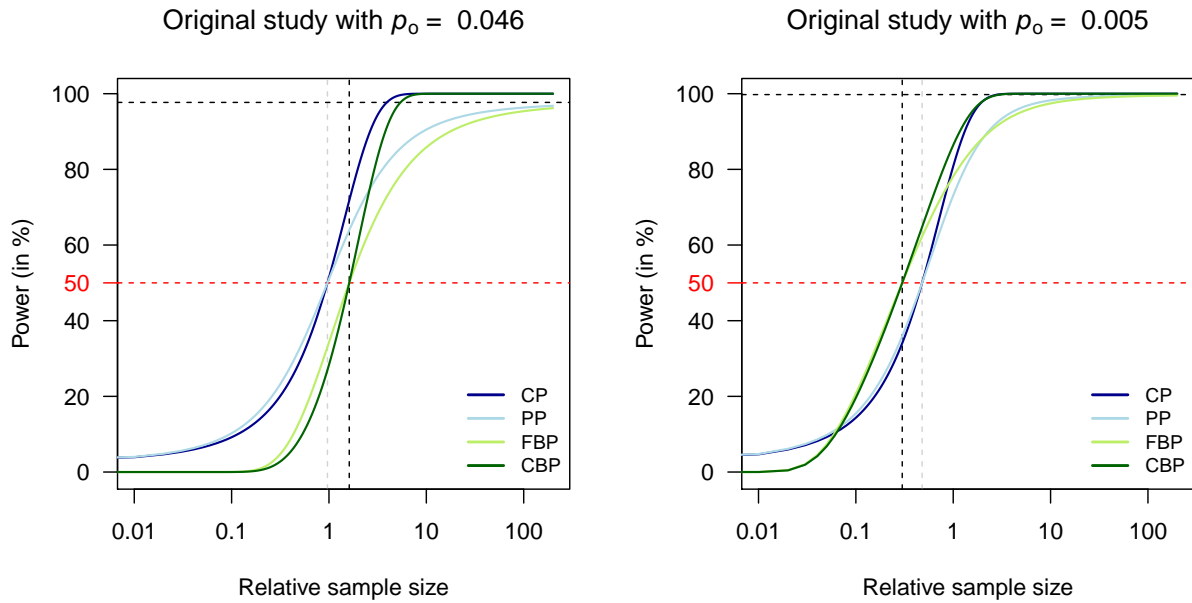 Original study with pₒ = 0.046
Power (in %)
100
80
60
50
40
20
0
CP
PP
FBP
CBP
0.01 0.1 1 10 100
Relative sample size
Original study with pₒ = 0.005
Power (in %)
100
80
60
50
40
20
0
CP
PP
FBP
CBP
0.01 0.1 1 10 100
Relative sample size